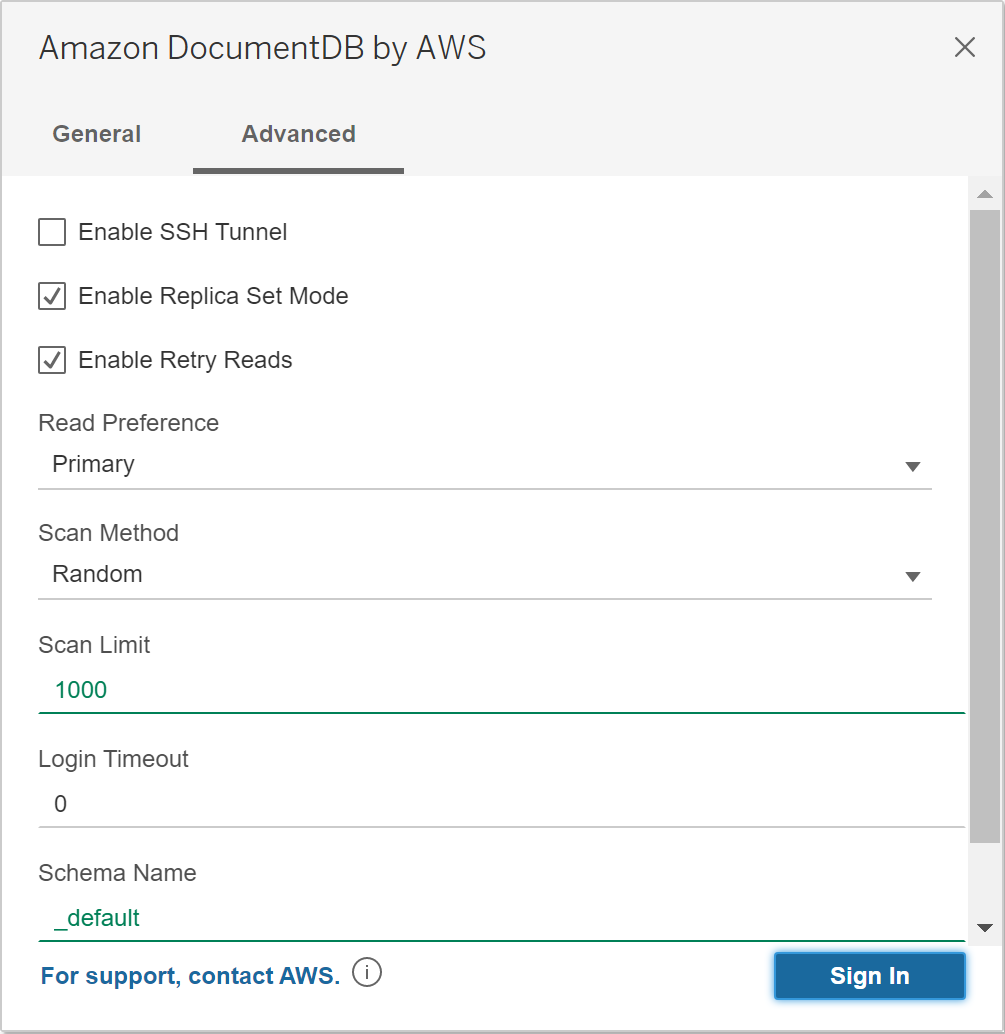 Amazon DocumentDB by AWS
General Advanced
Enable SSH Tunnel
Enable Replica Set Mode
Enable Retry Reads
Read Preference
Primary
Scan Method
Random
Scan Limit
1000
Login Timeout
0
Schema Name
_default
For support, contact AWS. i Sign In